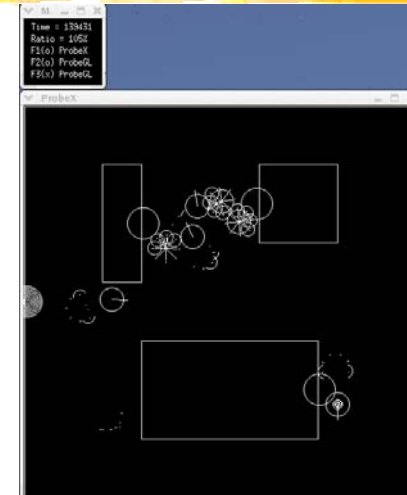 M
Time = 139431
Ratio = 105%
F1(o) ProbeX
F2(o) ProbeGL
F3(x) ProbeGL
ProbeX